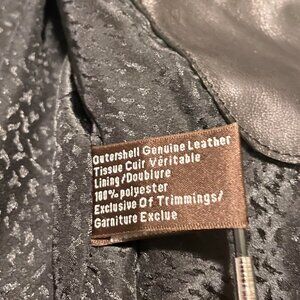 Outershell Genuine Leather
Tissue Cuir Véritable
Lining/Doublure
100% polyester
Exclusive Of Trimmings/
Garniture Exclue